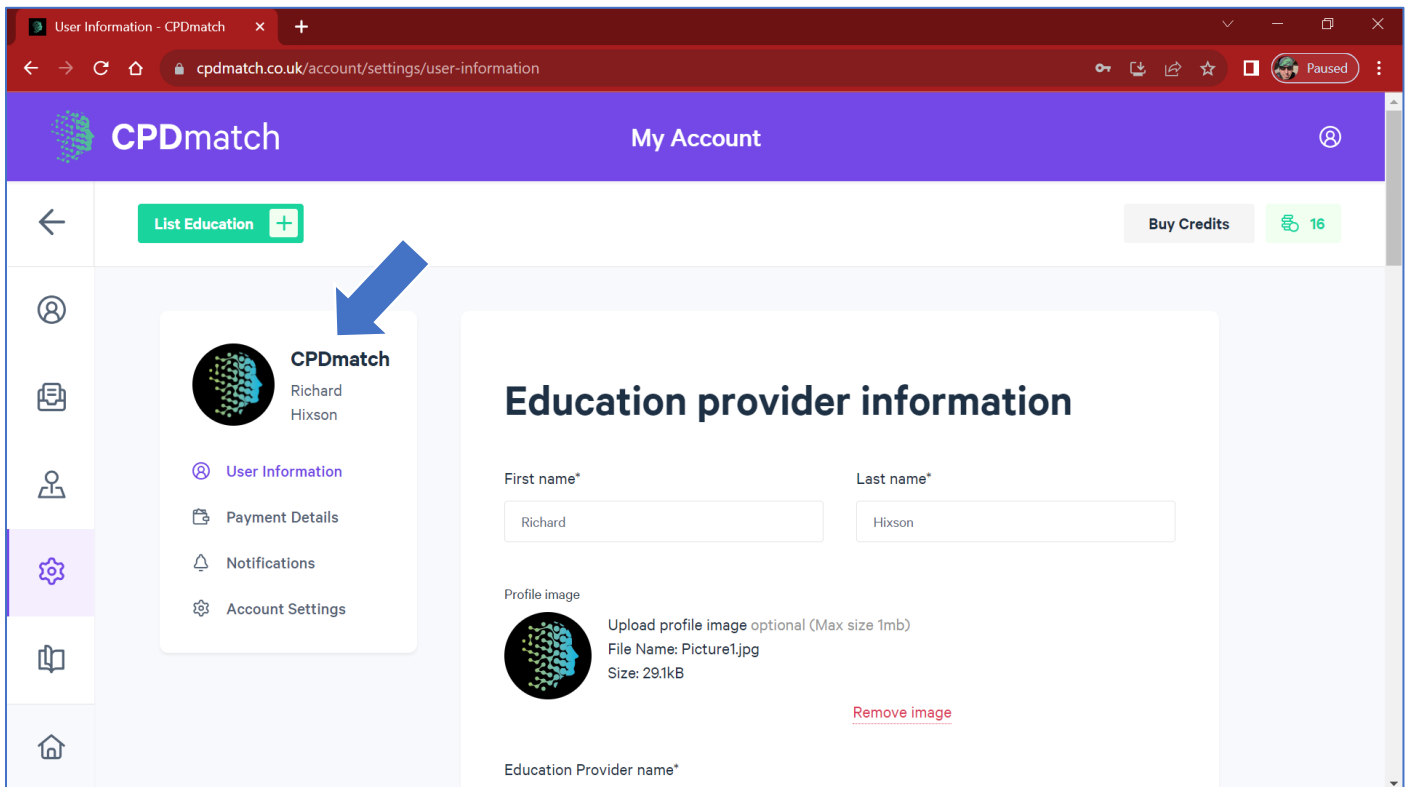 User Information - CPDmatch
cpdmatch.co.uk/account/settings/user-information
Paused
CPDmatch
My Account
List Education
Buy Credits
16
CPDmatch
Richard
Hixson
User Information
Payment Details
Notifications
Account Settings
Education provider information
First name*
Last name*
Richard
Hixson
Profile image
Upload profile image optional (Max size 1mb)
File Name: Picture1.jpg
Size: 29.1kB
Remove image
Education Provider name*